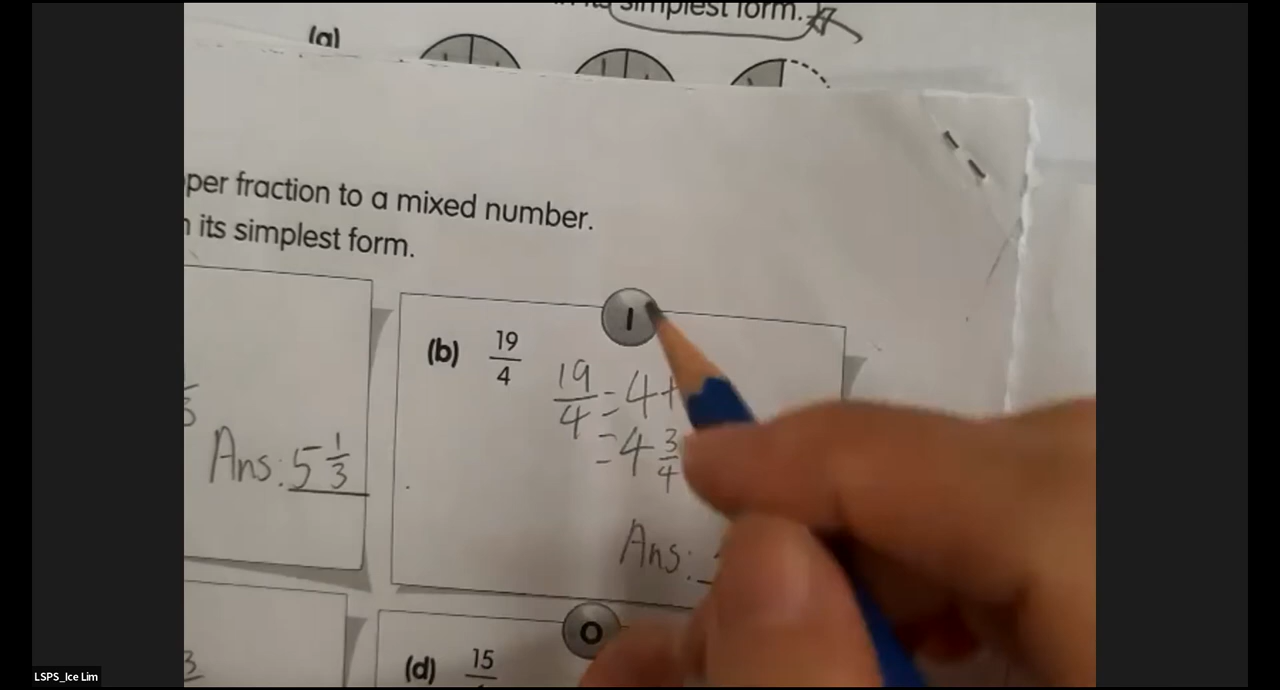 simplest form.
(a)
per fraction to a mixed number.
its simplest form.
Ans: 5 1/3
I
(b) 19/4
19/4 = 4 +
= 4 3/4
Ans:
O
(d) 15
3
LSPS_Ice Lim